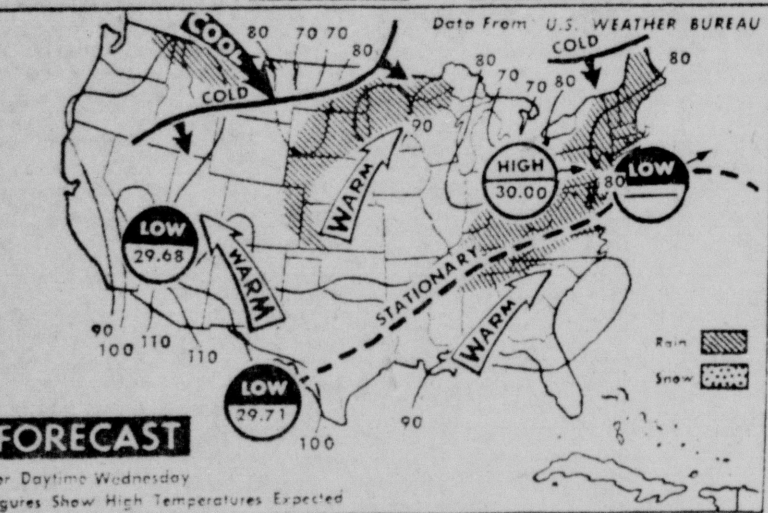 Data From U.S. WEATHER BUREAU
COLD
COOL
80 70 70
80
80
70
70
80
80
COLD
90
HIGH
30.00
80
LOW
WARM
LOW
29.68
WARM
STATIONARY
WARM
90
100
110
110
LOW
29.71
100
90
Rain
Snow
FORECAST
Daytime Wednesday
Show High Temperatures Expected